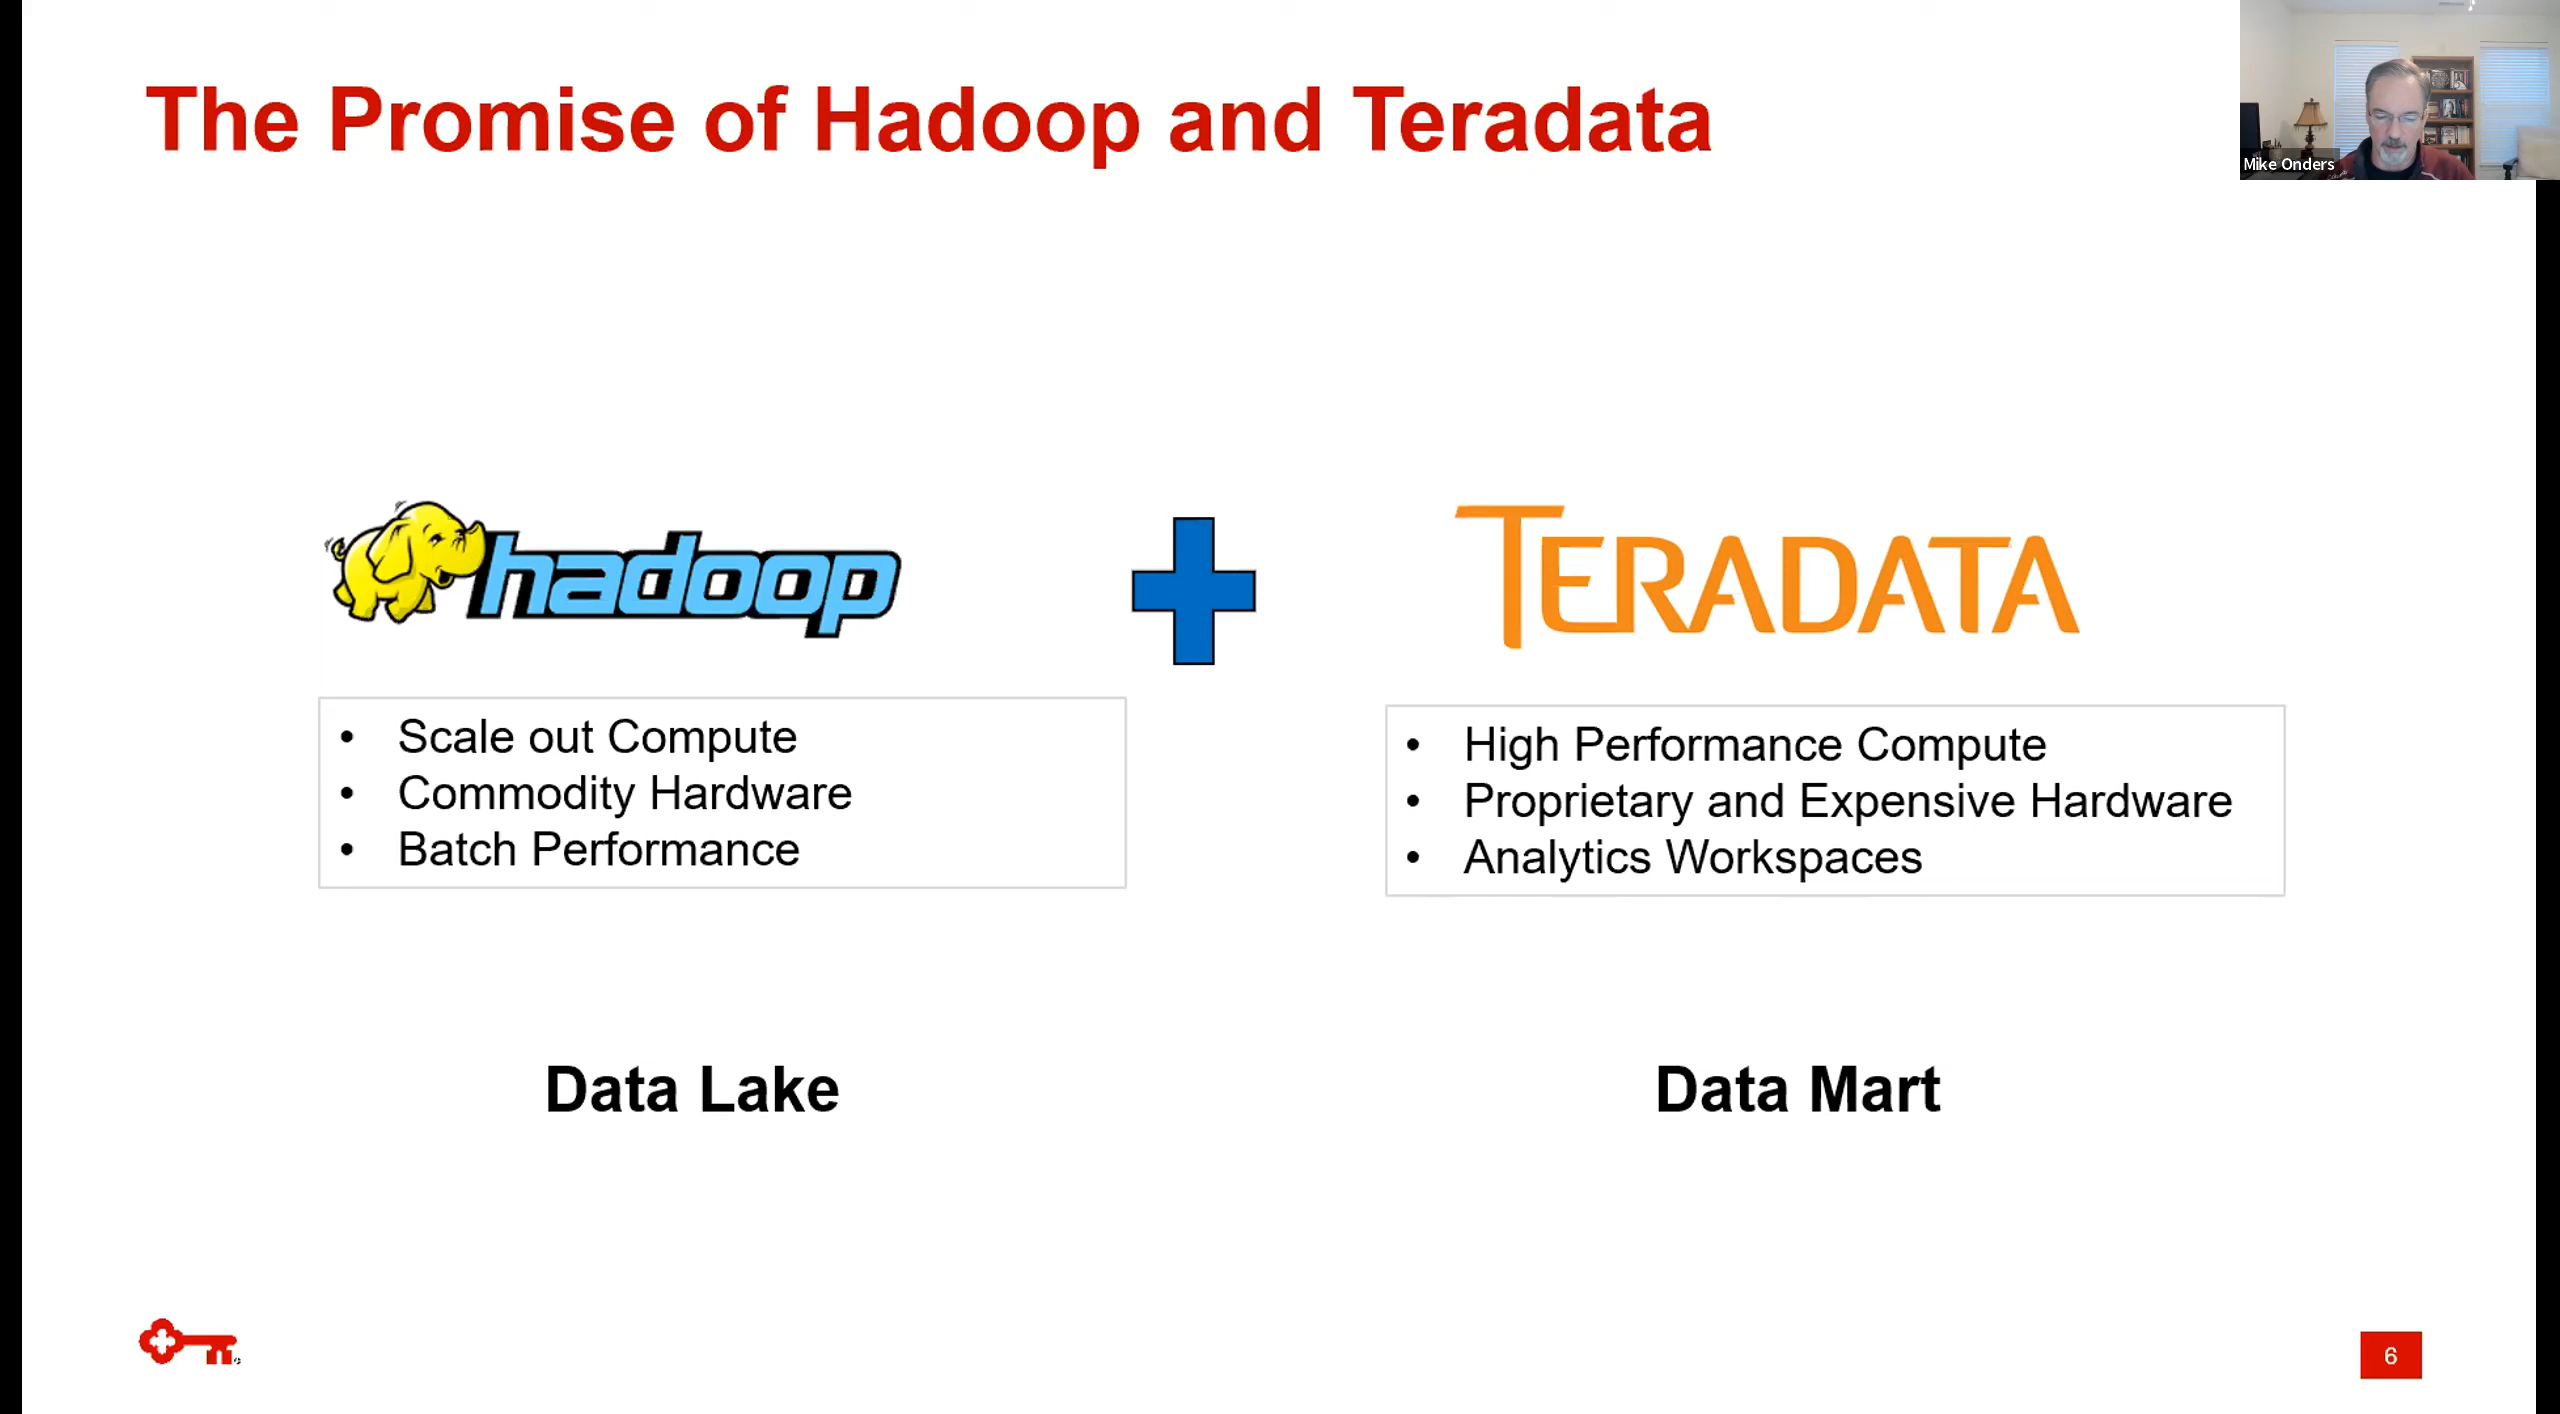 The Promise of Hadoop and Teradata
Mike Onders
hadoop
TERADATA
• Scale out Compute
• Commodity Hardware
• Batch Performance
• High Performance Compute
• Proprietary and Expensive Hardware
• Analytics Workspaces
Data Lake
Data Mart
6